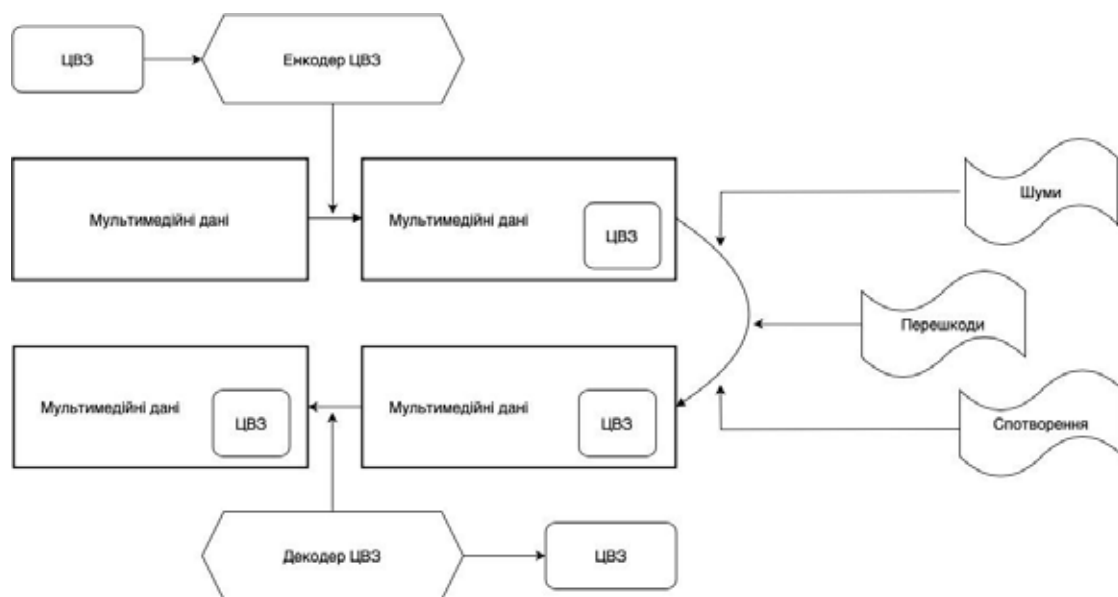 ЦВЗ
Енкодер ЦВЗ
Мультимедійні дані
Мультимедійні дані
ЦВЗ
Шуми
Перешкоди
Мультимедійні дані
ЦВЗ
Мультимедійні дані
ЦВЗ
Спотворення
Декодер ЦВЗ
ЦВЗ